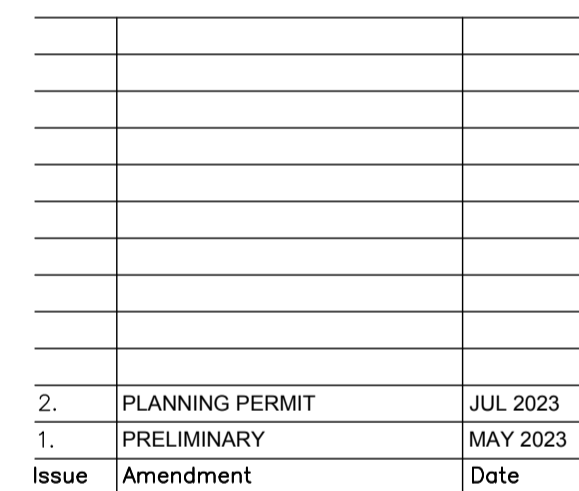 2. PLANNING PERMIT JUL 2023
1. PRELIMINARY MAY 2023
Issue Amendment Date